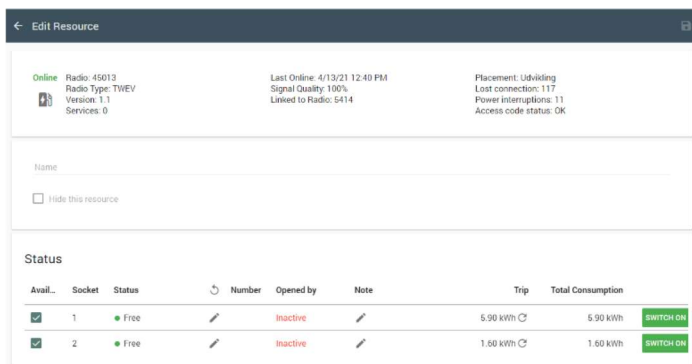 Edit Resource
Online Radio: 45013 Last Online: 4/13/21 12:40 PM Placement: Udvikling
Radio Type: TWEV Signal Quality: 100% Lost connection: 117
Version: 1.1 Linked to Radio: 5414 Power interruptions: 11
Services: 0 Access code status: OK
Name
Hide this resource
Status
Avail... Socket Status Number Opened by Note Trip Total Consumption
1 Free Inactive 5.90 kWh 5.90 kWh SWITCH ON
2 Free Inactive 1.60 kWh 1.60 kWh SWITCH ON